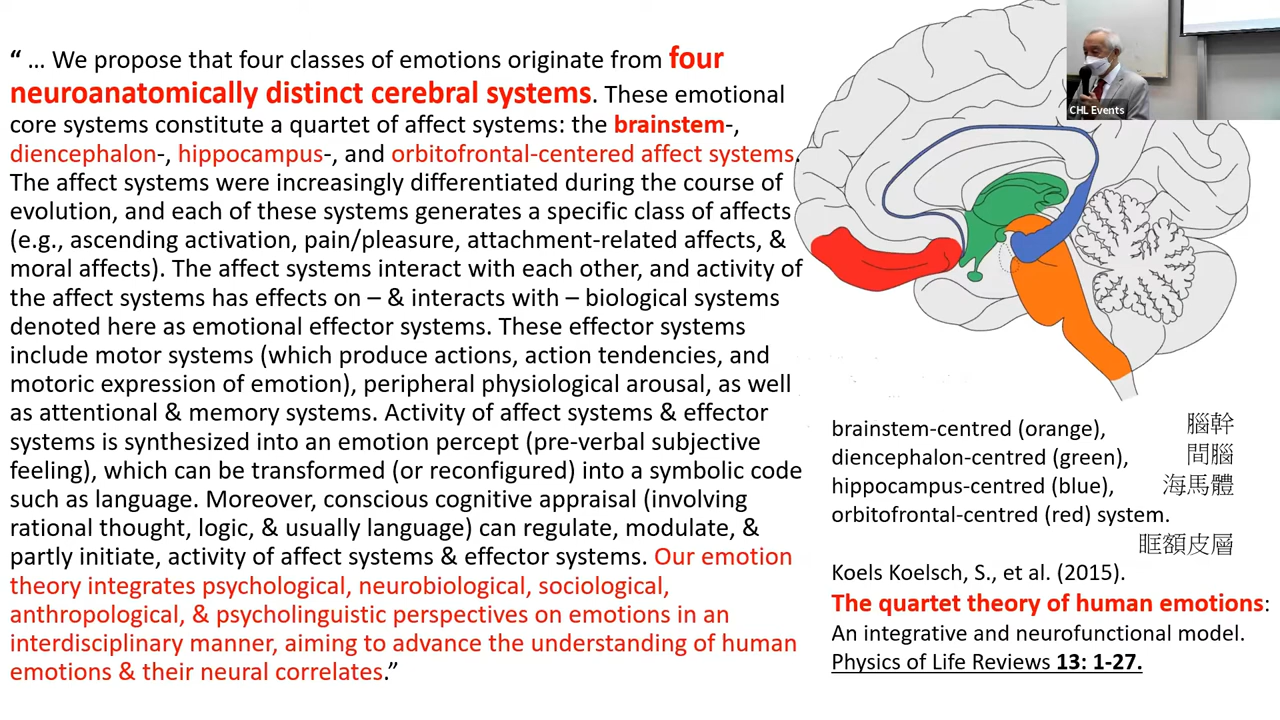 “ … We propose that four classes of emotions originate from four
neuroanatomically distinct cerebral systems. These emotional
core systems constitute a quartet of affect systems: the brainstem-,
diencephalon-, hippocampus-, and orbitofrontal-centered affect systems.
The affect systems were increasingly differentiated during the course of
evolution, and each of these systems generates a specific class of affects
(e.g., ascending activation, pain/pleasure, attachment-related affects, &
moral affects). The affect systems interact with each other, and activity of
the affect systems has effects on – & interacts with – biological systems
denoted here as emotional effector systems. These effector systems
include motor systems (which produce actions, action tendencies, and
motoric expression of emotion), peripheral physiological arousal, as well
as attentional & memory systems. Activity of affect systems & effector
systems is synthesized into an emotion percept (pre-verbal subjective
feeling), which can be transformed (or reconfigured) into a symbolic code
such as language. Moreover, conscious cognitive appraisal (involving
rational thought, logic, & usually language) can regulate, modulate, &
partly initiate, activity of affect systems & effector systems. Our emotion
theory integrates psychological, neurobiological, sociological,
anthropological, & psycholinguistic perspectives on emotions in an
interdisciplinary manner, aiming to advance the understanding of human
emotions & their neural correlates.”
CHL Events
brainstem-centred (orange), 腦幹
diencephalon-centred (green), 間腦
hippocampus-centred (blue), 海馬體
orbitofrontal-centred (red) system.
眶額皮層
Koels Koelsch, S., et al. (2015).
The quartet theory of human emotions:
An integrative and neurofunctional model.
Physics of Life Reviews 13: 1-27.